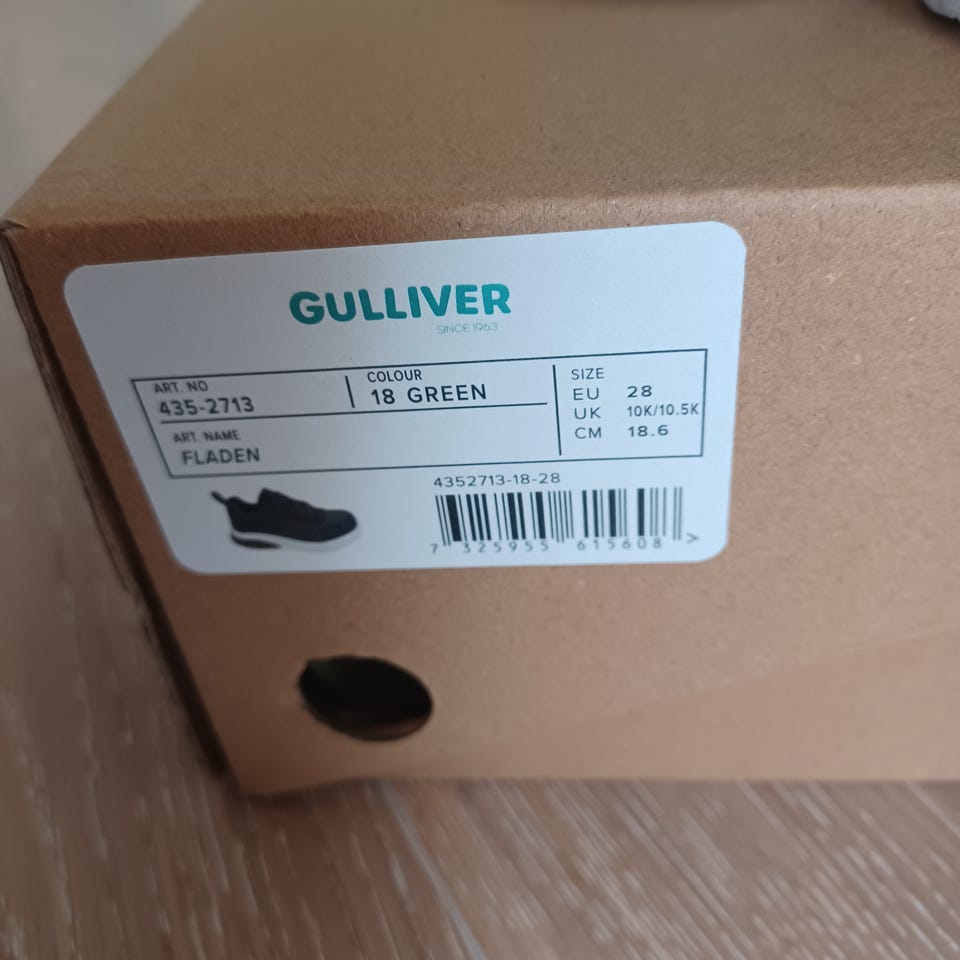 GULLIVER
SINCE 1963
ART. NO
435-2713
COLOUR
18 GREEN
ART. NAME
FLADEN
SIZE
EU 28
UK 10K/10.5K
CM 18.6
4352713-18-28
7 325955 615608 >